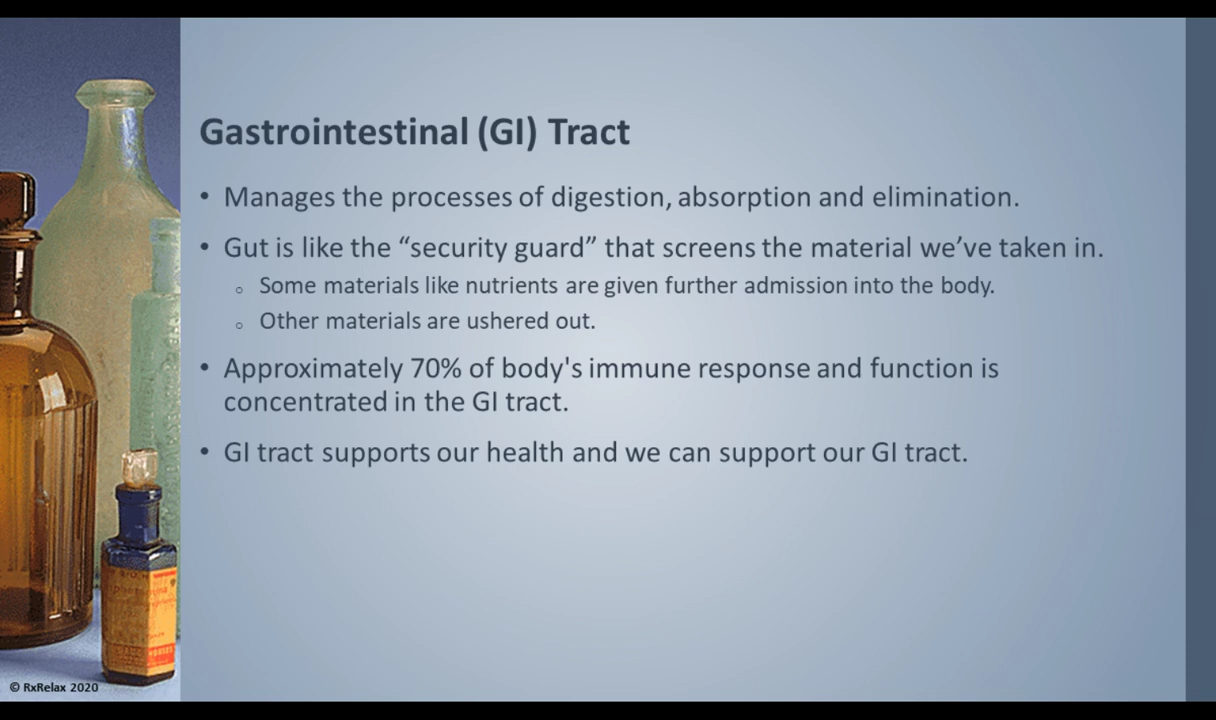 Gastrointestinal (GI) Tract
• Manages the processes of digestion, absorption and elimination.
• Gut is like the “security guard” that screens the material we’ve taken in.
o Some materials like nutrients are given further admission into the body.
o Other materials are ushered out.
• Approximately 70% of body's immune response and function is
concentrated in the GI tract.
• GI tract supports our health and we can support our GI tract.
© RxRelax 2020